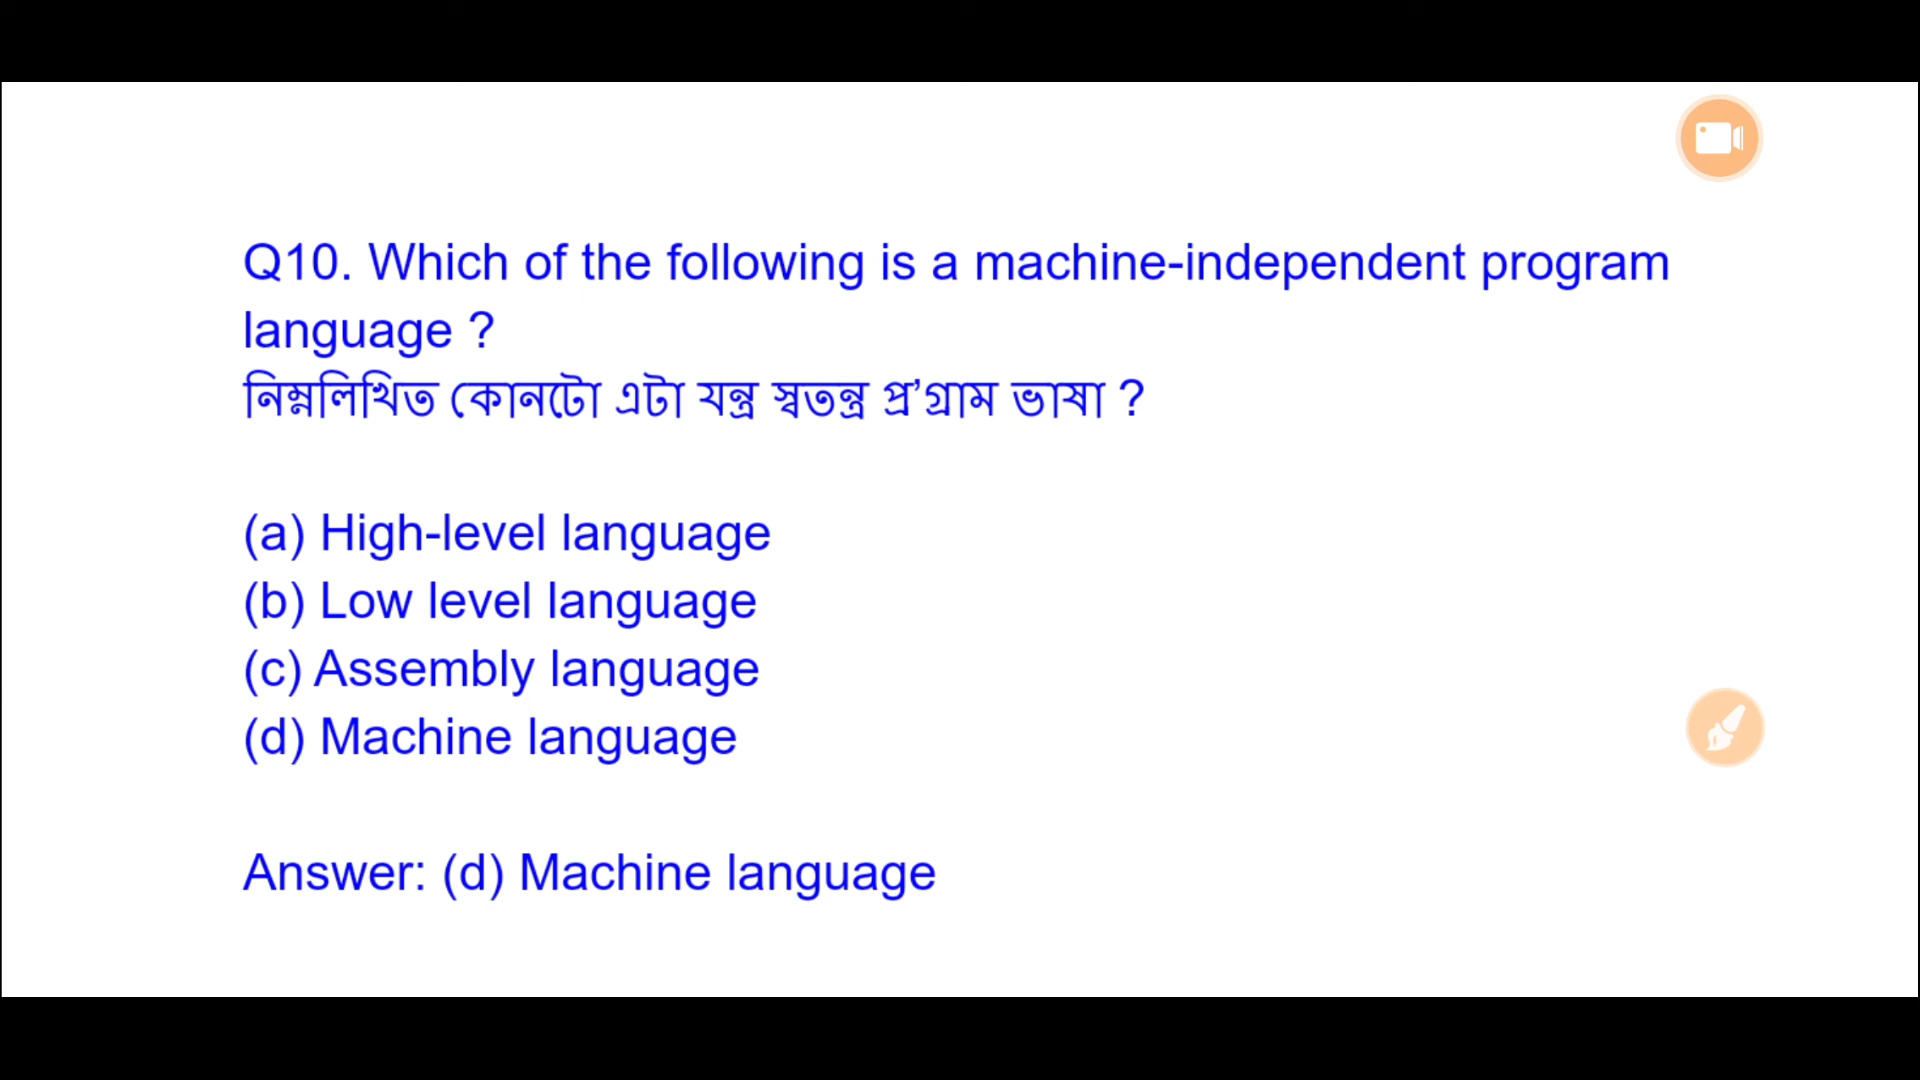 Q10. Which of the following is a machine-independent program
language ?
নিম্নলিখিত কোনটো এটা যন্ত্ৰ স্বতন্ত্ৰ প্ৰ’গ্ৰাম ভাষা ?
(a) High-level language
(b) Low level language
(c) Assembly language
(d) Machine language
Answer: (d) Machine language